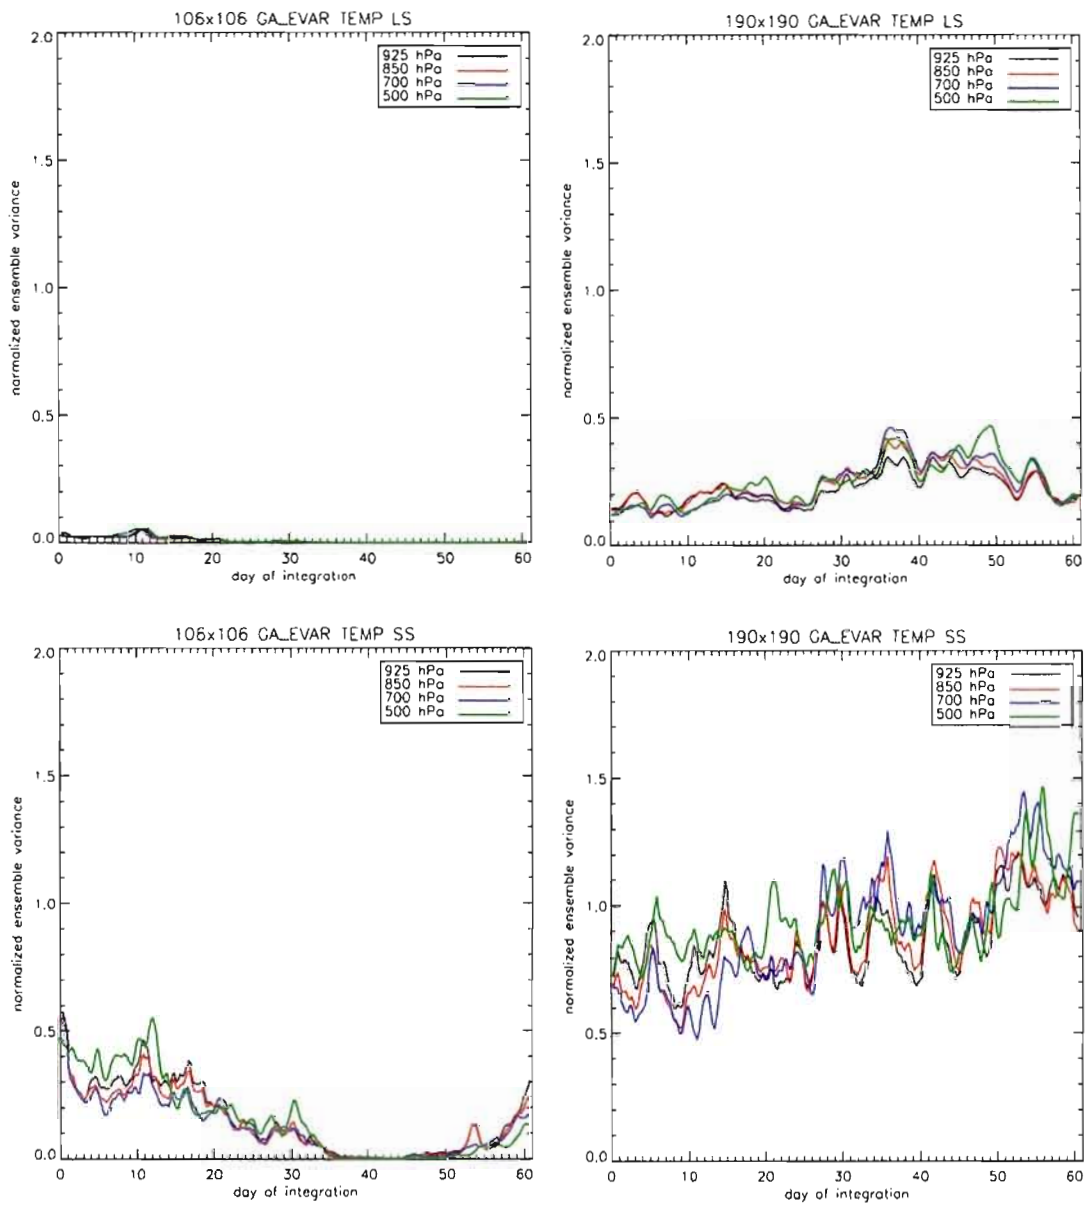 106x106 GA_EVAR TEMP LS
2.0
1.5
1.0
0.5
0.0
normalized ensemble variance
925 hPa
850 hPa
700 hPa
500 hPa
0 10 20 30 40 50 60
day of integration
190x190 GA_EVAR TEMP LS
2.0
1.5
1.0
0.5
0.0
normalized ensemble variance
925 hPa
850 hPa
700 hPa
500 hPa
0 10 20 30 40 50 60
day of integration
106x106 GA_EVAR TEMP SS
2.0
1.5
1.0
0.5
0.0
normalized ensemble variance
925 hPa
850 hPa
700 hPa
500 hPa
0 10 20 30 40 50 60
day of integration
190x190 GA_EVAR TEMP SS
2.0
1.5
1.0
0.5
0.0
normalized ensemble variance
925 hPa
850 hPa
700 hPa
500 hPa
0 10 20 30 40 50 60
day of integration